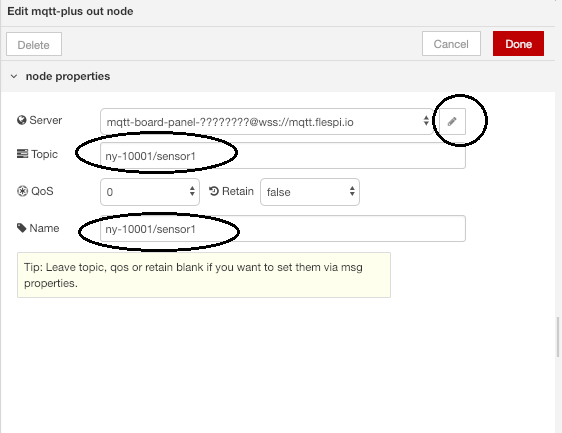 Edit mqtt-plus out node
Delete
Cancel
Done
node properties
Server
mqtt-board-panel-????????@wss://mqtt.flespi.io
Topic
ny-10001/sensor1
QoS
0
Retain
false
Name
ny-10001/sensor1
Tip: Leave topic, qos or retain blank if you want to set them via msg
properties.